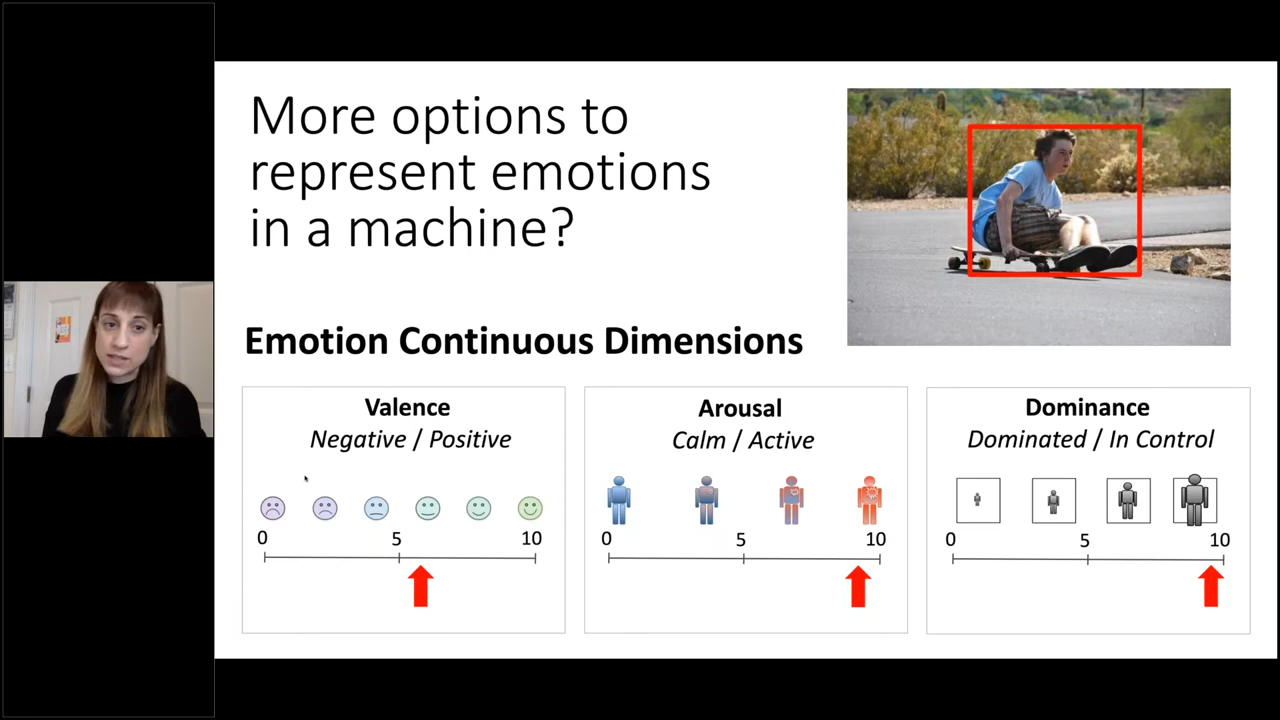 More options to
represent emotions
in a machine?
Emotion Continuous Dimensions
Valence
Negative / Positive
0 5 10
Arousal
Calm / Active
0 5 10
Dominance
Dominated / In Control
0 5 10